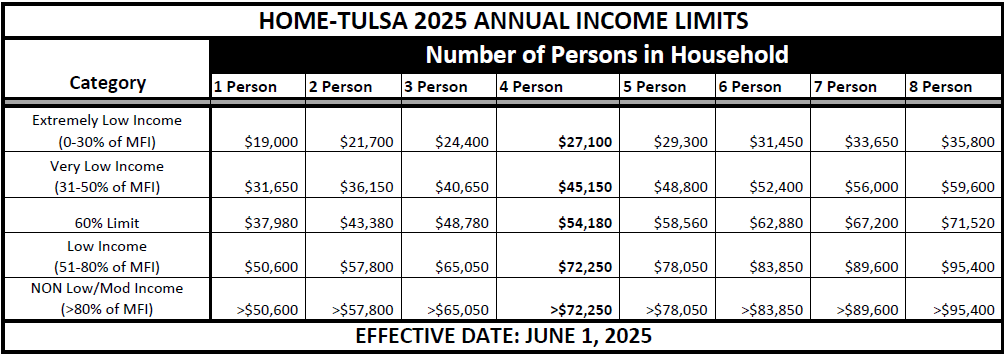 HOME-TULSA 2025 ANNUAL INCOME LIMITS
Number of Persons in Household
Category
1 Person 2 Person 3 Person 4 Person 5 Person 6 Person 7 Person 8 Person
Extremely Low Income
(0-30% of MFI) $19,000 $21,700 $24,400 $27,100 $29,300 $31,450 $33,650 $35,800
Very Low Income
(31-50% of MFI) $31,650 $36,150 $40,650 $45,150 $48,800 $52,400 $56,000 $59,600
60% Limit $37,980 $43,380 $48,780 $54,180 $58,560 $62,880 $67,200 $71,520
Low Income
(51-80% of MFI) $50,600 $57,800 $65,050 $72,250 $78,050 $83,850 $89,600 $95,400
NON Low/Mod Income
(>80% of MFI) >$50,600 >$57,800 >$65,050 >$72,250 >$78,050 >$83,850 >$89,600 >$95,400
EFFECTIVE DATE: JUNE 1, 2025